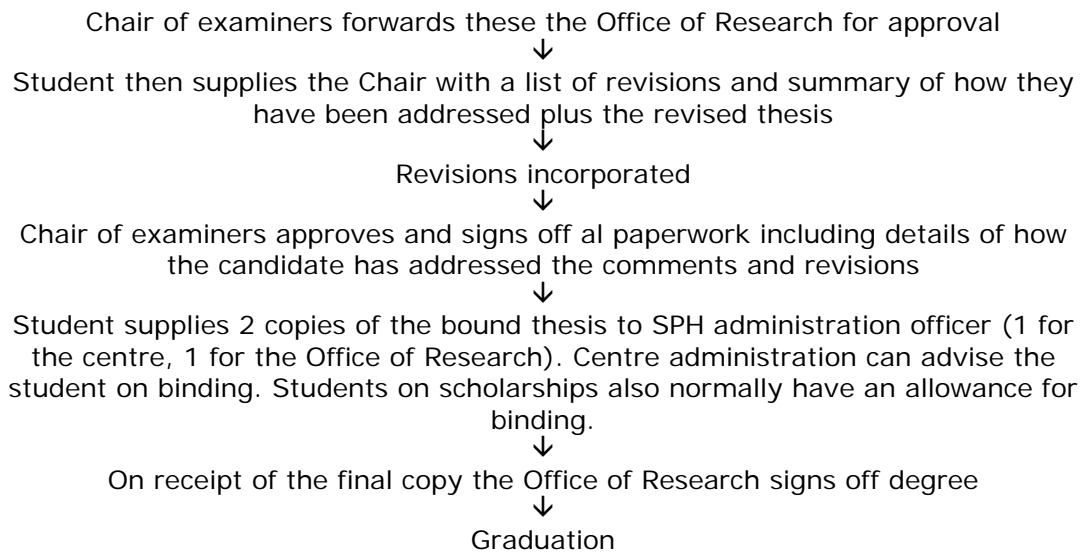 Chair of examiners forwards these the Office of Research for approval
↓
Student then supplies the Chair with a list of revisions and summary of how they
have been addressed plus the revised thesis
↓
Revisions incorporated
↓
Chair of examiners approves and signs off al paperwork including details of how
the candidate has addressed the comments and revisions
↓
Student supplies 2 copies of the bound thesis to SPH administration officer (1 for
the centre, 1 for the Office of Research). Centre administration can advise the
student on binding. Students on scholarships also normally have an allowance for
binding.
↓
On receipt of the final copy the Office of Research signs off degree
↓
Graduation